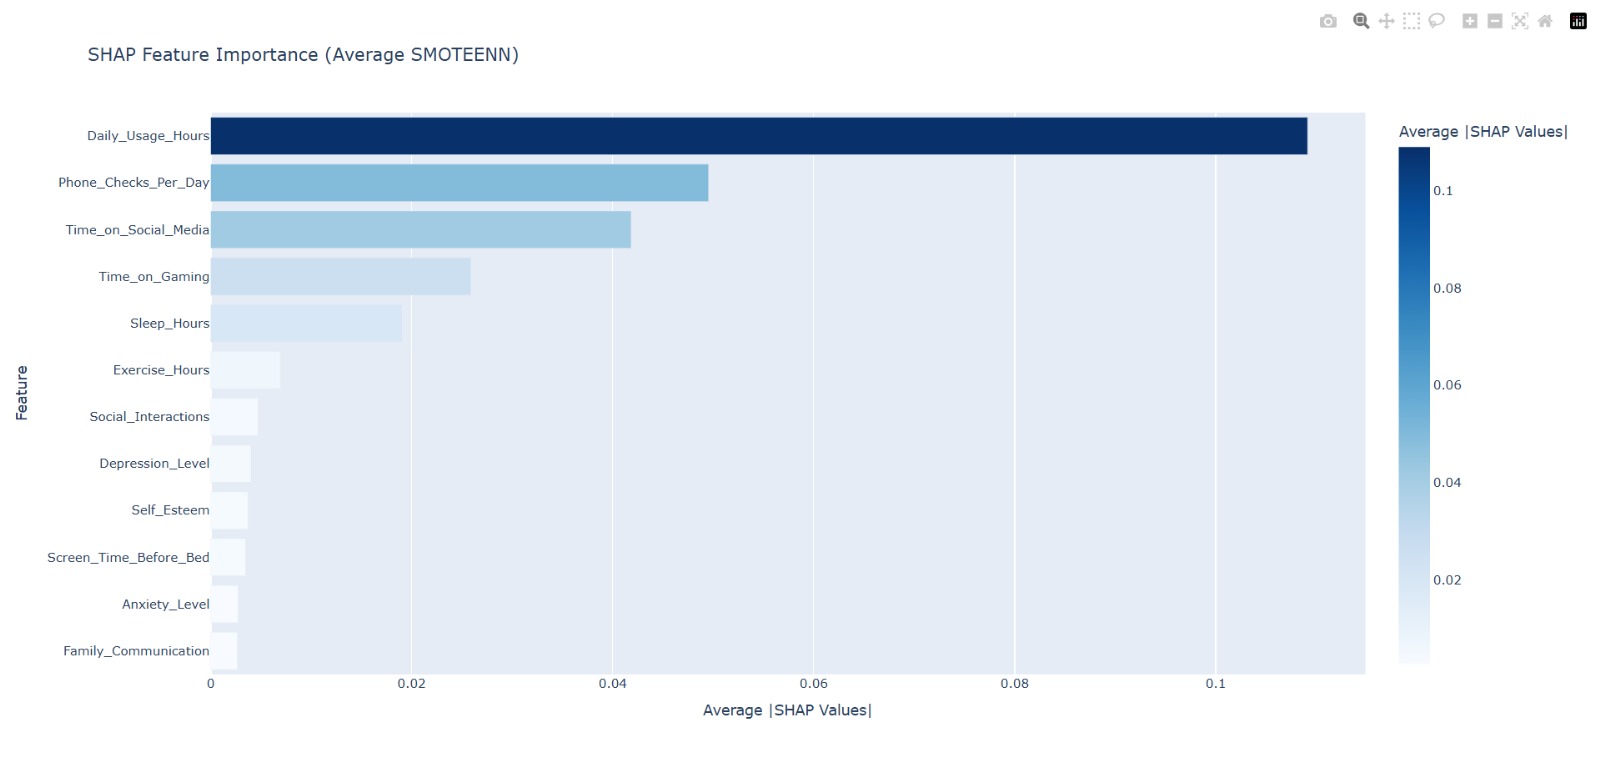 SHAP Feature Importance (Average SMOTEENN)
Daily_Usage_Hours
Phone_Checks_Per_Day
Time_on_Social_Media
Time_on_Gaming
Sleep_Hours
Exercise_Hours
Social_Interactions
Depression_Level
Self_Esteem
Screen_Time_Before_Bed
Anxiety_Level
Family_Communication
Feature
0 0.02 0.04 0.06 0.08 0.1
Average |SHAP Values|
Average |SHAP Values|
0.1
0.08
0.06
0.04
0.02